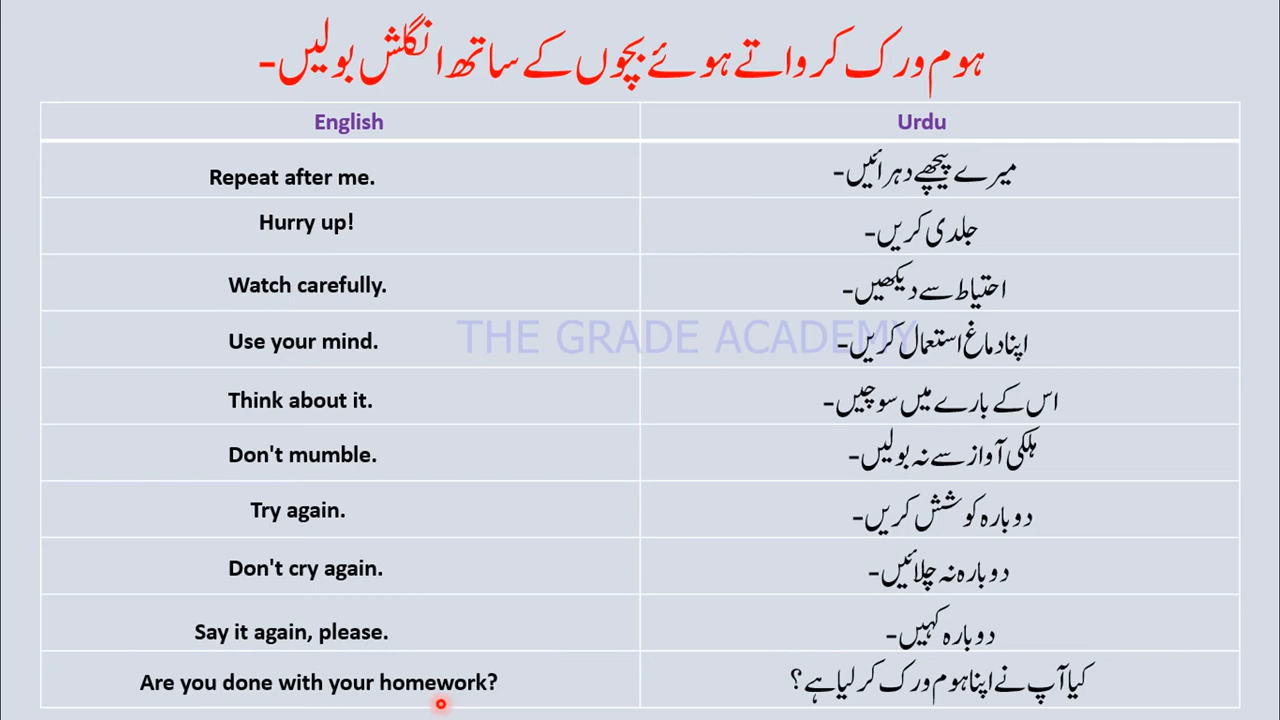 ہوم ورک کرواتے ہوئے بچوں کے ساتھ انگلش بولیں۔
English Urdu
Repeat after me. میرے پیچھے دہرائیں۔
Hurry up! جلدی کریں۔
Watch carefully. احتیاط سے دیکھیں۔
THE GRADE ACADEMY
Use your mind. اپنا دماغ استعمال کریں۔
Think about it. اس کے بارے میں سوچیں۔
Don't mumble. ہلکی آواز سے نہ بولیں۔
Try again. دوبارہ کوشش کریں۔
Don't cry again. دوبارہ نہ چلائیں۔
Say it again, please. دوبارہ کہیں۔
Are you done with your homework? کیا آپ نے اپنا ہوم ورک کر لیا ہے؟